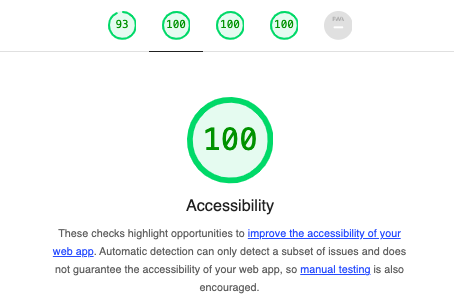 93 100 100 100 PWA
100
Accessibility
These checks highlight opportunities to improve the accessibility of your
web app. Automatic detection can only detect a subset of issues and does
not guarantee the accessibility of your web app, so manual testing is also
encouraged.